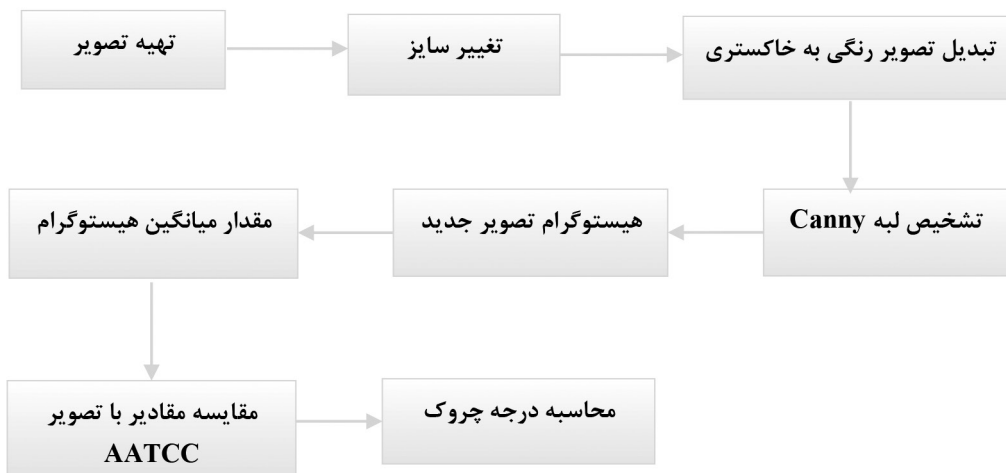 تهیه تصویر
تغییر سایز
تبدیل تصویر رنگی به خاکستری
تشخیص لبه Canny
هیستوگرام تصویر جدید
مقدار میانگین هیستوگرام
مقایسه مقادیر با تصویر
AATCC
محاسبه درجه چروک